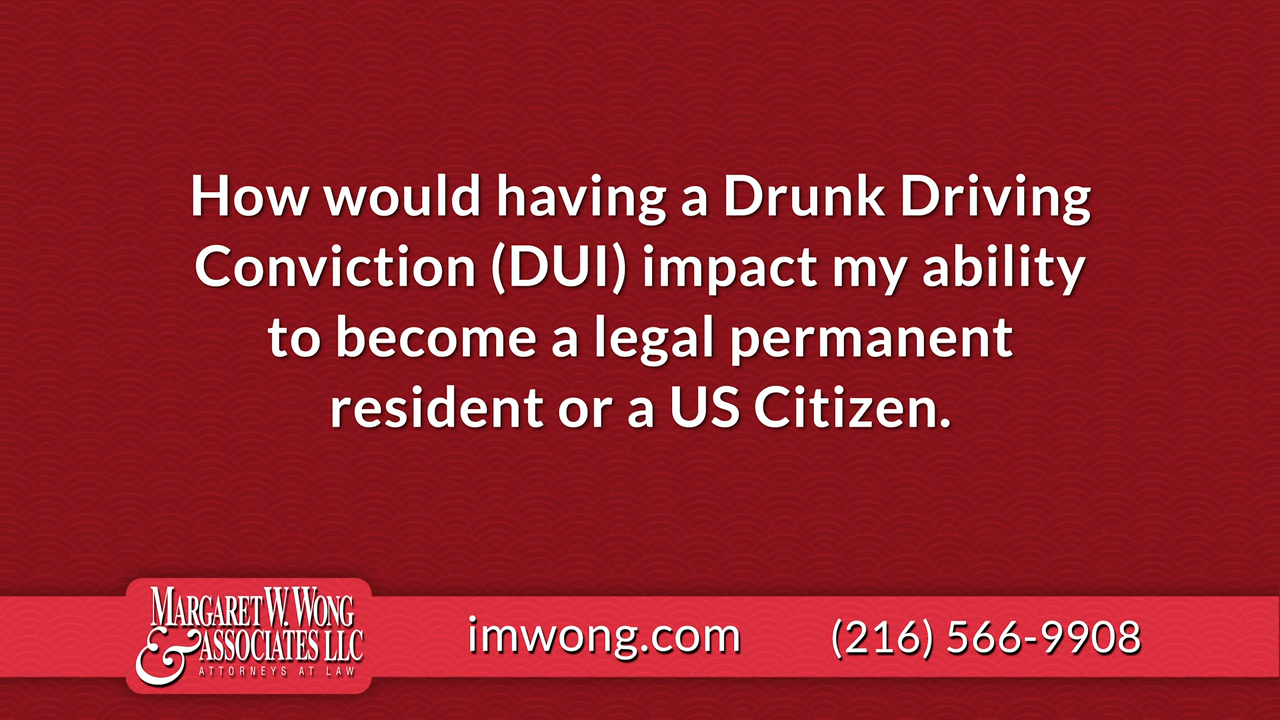 How would having a Drunk Driving
Conviction (DUI) impact my ability
to become a legal permanent
resident or a US Citizen.
MARGARET W. WONG
& ASSOCIATES LLC
ATTORNEYS AT LAW
imwong.com
(216) 566-9908